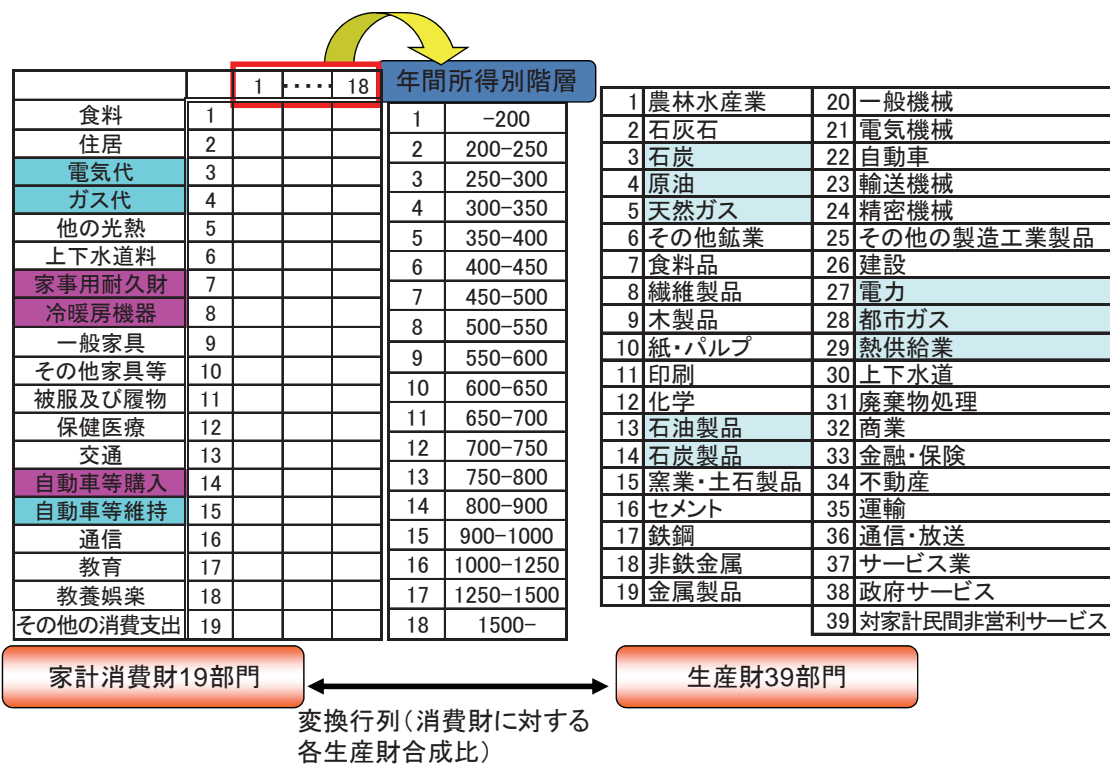 1 ····· 18
年間所得別階層
食料 1
住居 2
電気代 3
ガス代 4
他の光熱 5
上下水道料 6
家事用耐久財 7
冷暖房機器 8
一般家具 9
その他家具等 10
被服及び履物 11
保健医療 12
交通 13
自動車等購入 14
自動車等維持 15
通信 16
教育 17
教養娯楽 18
その他の消費支出 19
1 -200
2 200-250
3 250-300
4 300-350
5 350-400
6 400-450
7 450-500
8 500-550
9 550-600
10 600-650
11 650-700
12 700-750
13 750-800
14 800-900
15 900-1000
16 1000-1250
17 1250-1500
18 1500-
1 農林水産業
2 石灰石
3 石炭
4 原油
5 天然ガス
6 その他鉱業
7 食料品
8 繊維製品
9 木製品
10 紙・パルプ
11 印刷
12 化学
13 石油製品
14 石炭製品
15 窯業・土石製品
16 セメント
17 鉄鋼
18 非鉄金属
19 金属製品
20 一般機械
21 電気機械
22 自動車
23 輸送機械
24 精密機械
25 その他の製造工業製品
26 建設
27 電力
28 都市ガス
29 熱供給業
30 上下水道
31 廃棄物処理
32 商業
33 金融・保険
34 不動産
35 運輸
36 通信・放送
37 サービス業
38 政府サービス
39 対家計民間非営利サービス
家計消費財19部門
生産財39部門
変換行列（消費財に対する
各生産財合成比）